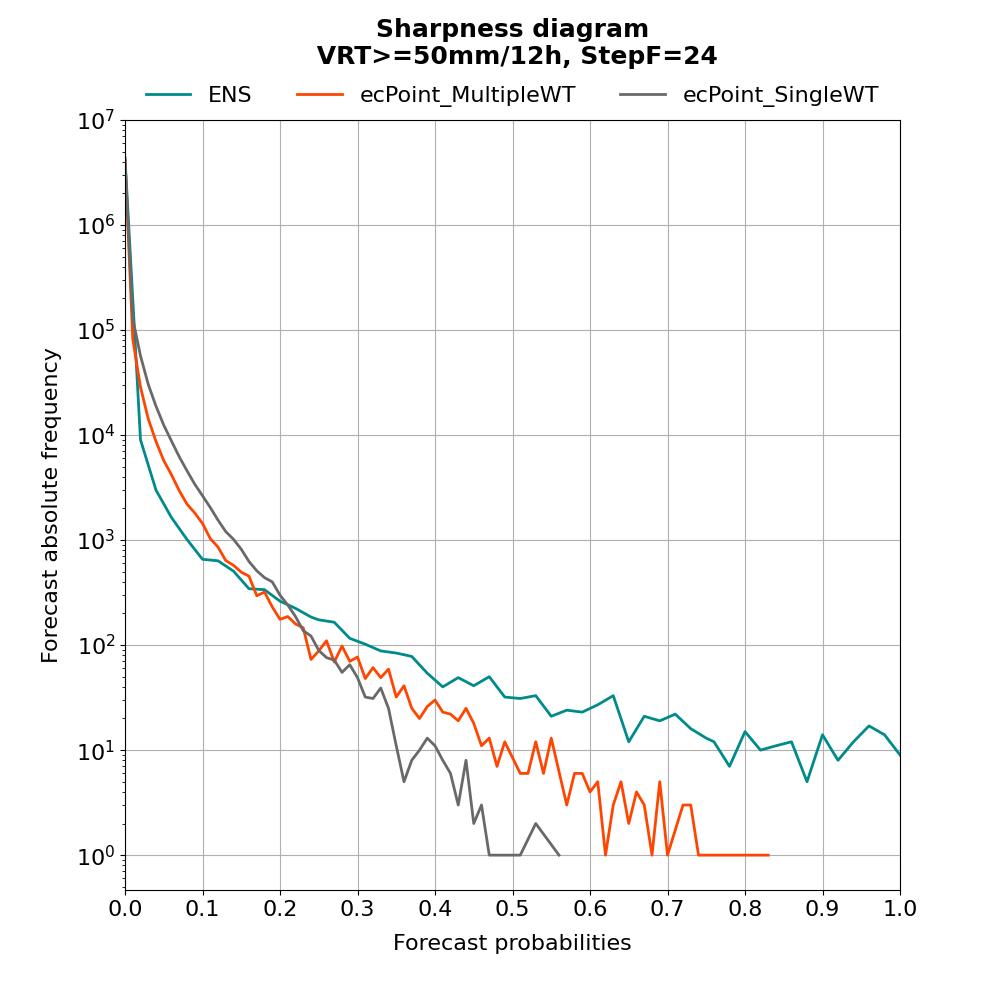 Sharpness diagram
VRT>=50mm/12h, StepF=24
ENS ecPoint_MultipleWT ecPoint_SingleWT
10^7
10^6
10^5
10^4
10^3
10^2
10^1
10^0
Forecast absolute frequency
0.0 0.1 0.2 0.3 0.4 0.5 0.6 0.7 0.8 0.9 1.0
Forecast probabilities